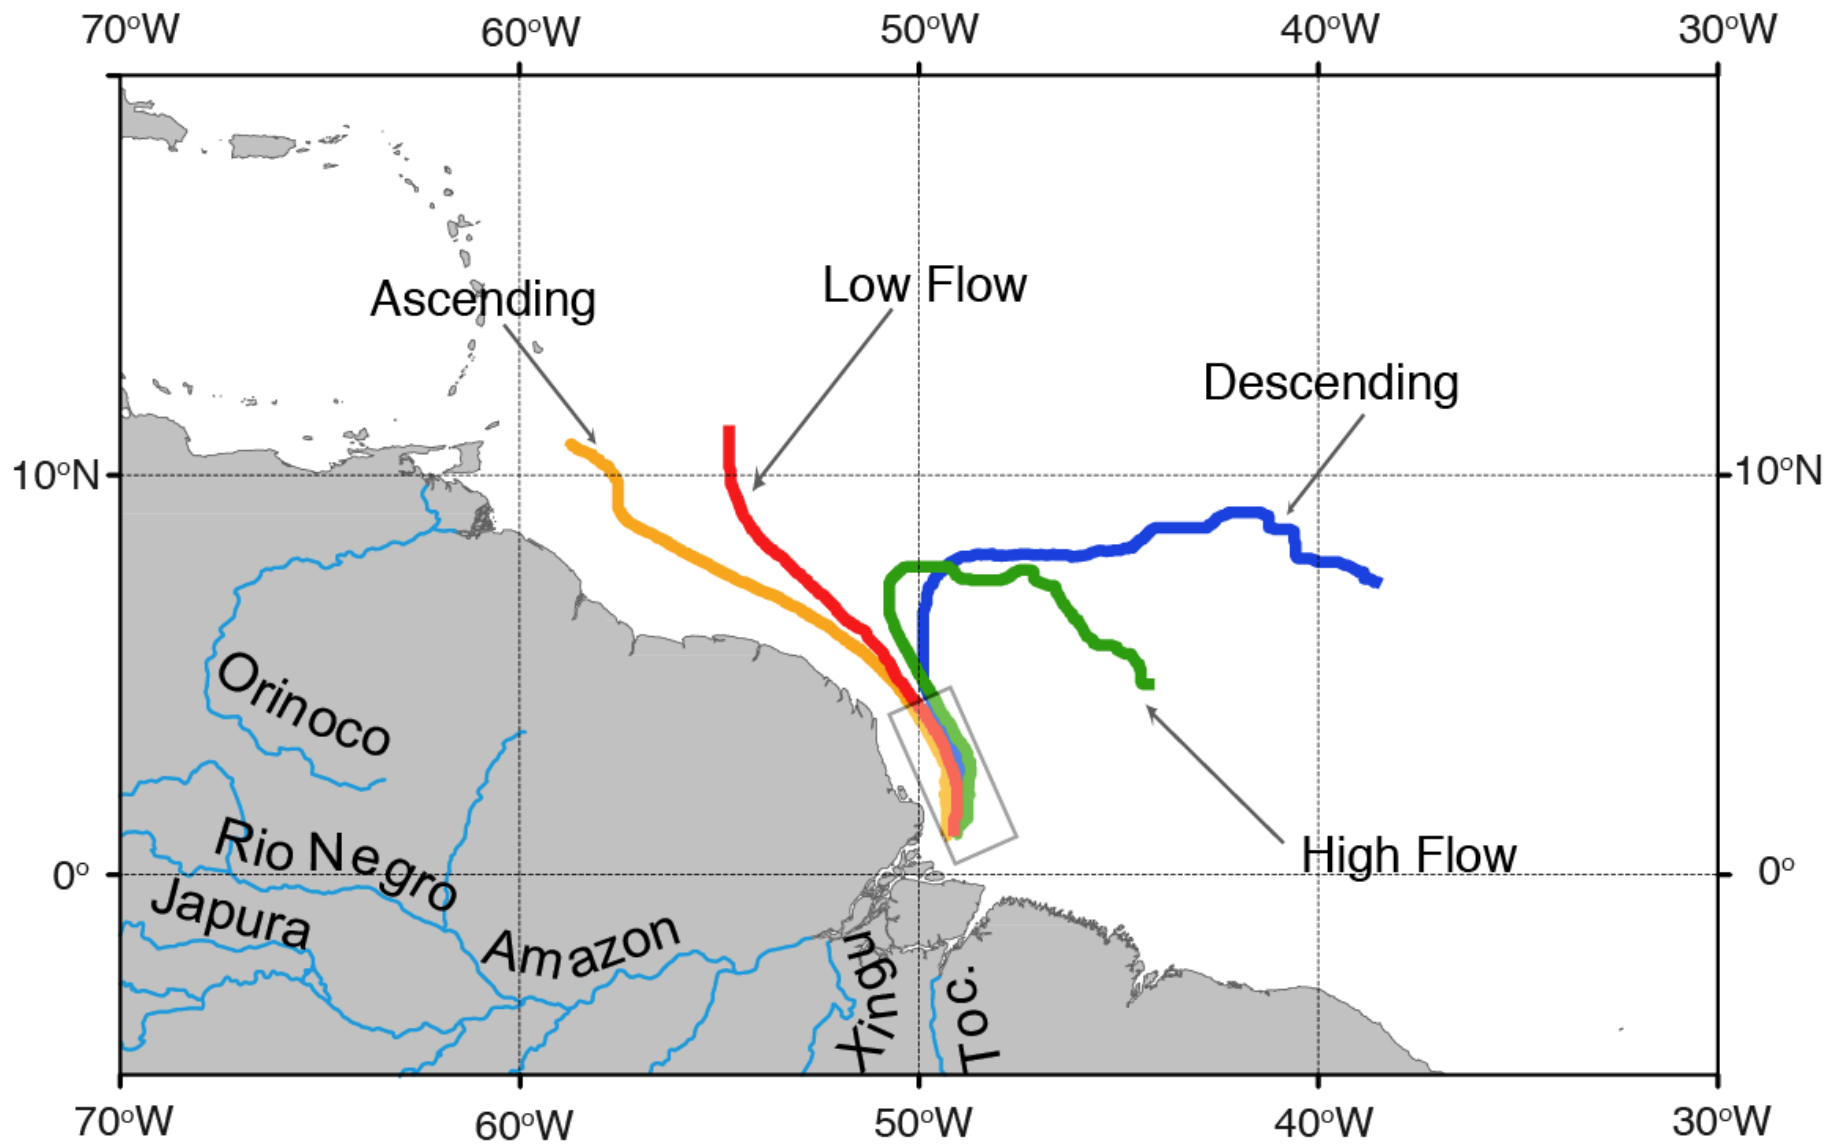 70°W 60°W 50°W 40°W 30°W
Ascending
Low Flow
Descending
10°N
10°N
Orinoco
Rio Negro
High Flow
0°
0°
Japura
Amazon
Xingu
Toc.
70°W 60°W 50°W 40°W 30°W